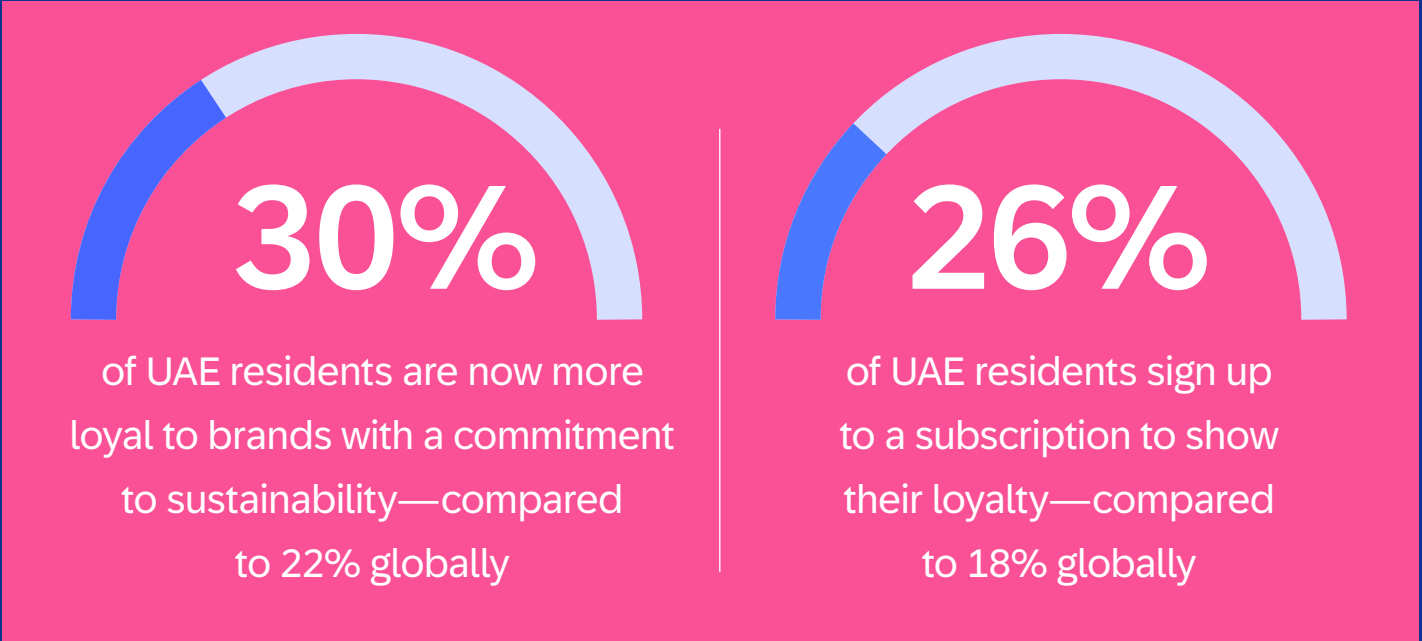 30%
of UAE residents are now more
loyal to brands with a commitment
to sustainability—compared
to 22% globally
26%
of UAE residents sign up
to a subscription to show
their loyalty—compared
to 18% globally